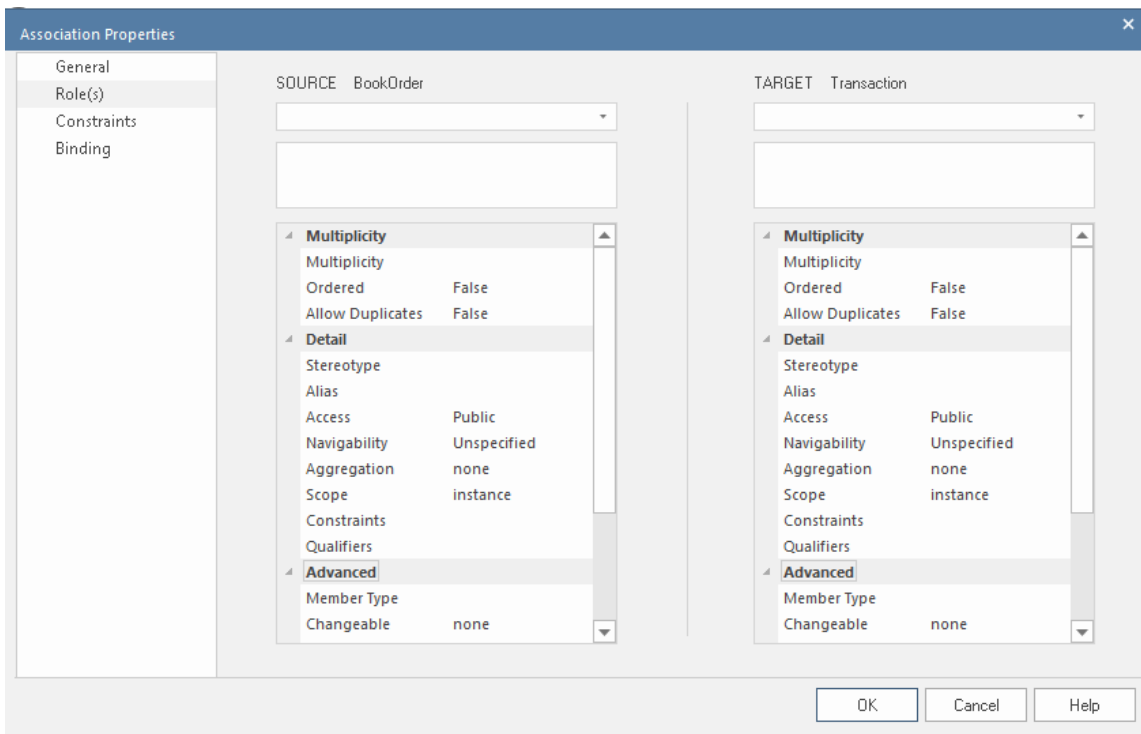 Association Properties
General
Role(s)
Constraints
Binding
SOURCE BookOrder
Multiplicity
Multiplicity
Ordered False
Allow Duplicates False
Detail
Stereotype
Alias
Access Public
Navigability Unspecified
Aggregation none
Scope instance
Constraints
Qualifiers
Advanced
Member Type
Changeable none
TARGET Transaction
Multiplicity
Multiplicity
Ordered False
Allow Duplicates False
Detail
Stereotype
Alias
Access Public
Navigability Unspecified
Aggregation none
Scope instance
Constraints
Qualifiers
Advanced
Member Type
Changeable none
OK Cancel Help